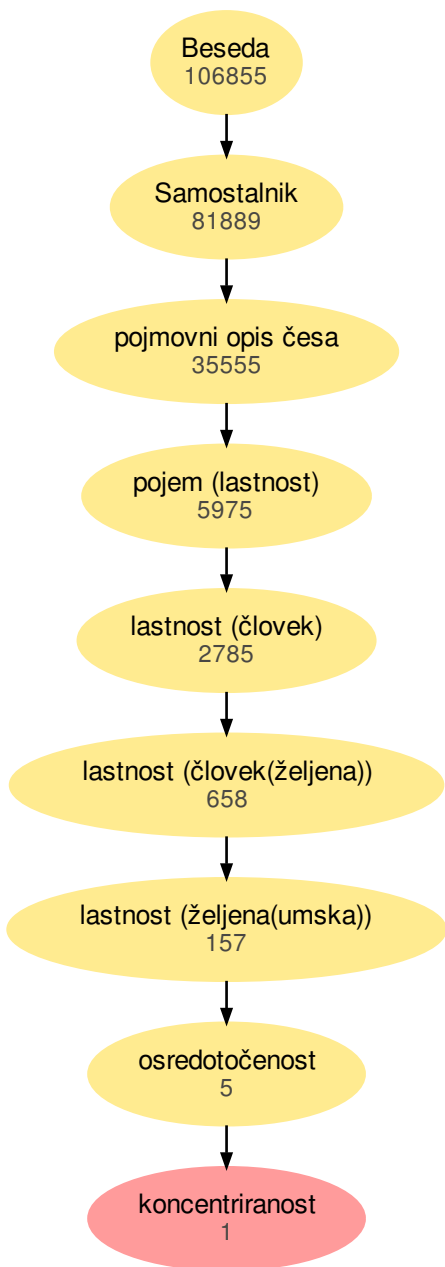 Beseda
106855
Samostalnik
81889
pojmovni opis česa
35555
pojem (lastnost)
5975
lastnost (človek)
2785
lastnost (človek(željena))
658
lastnost (željena(umska))
157
osredotočenost
5
koncentriranost
1